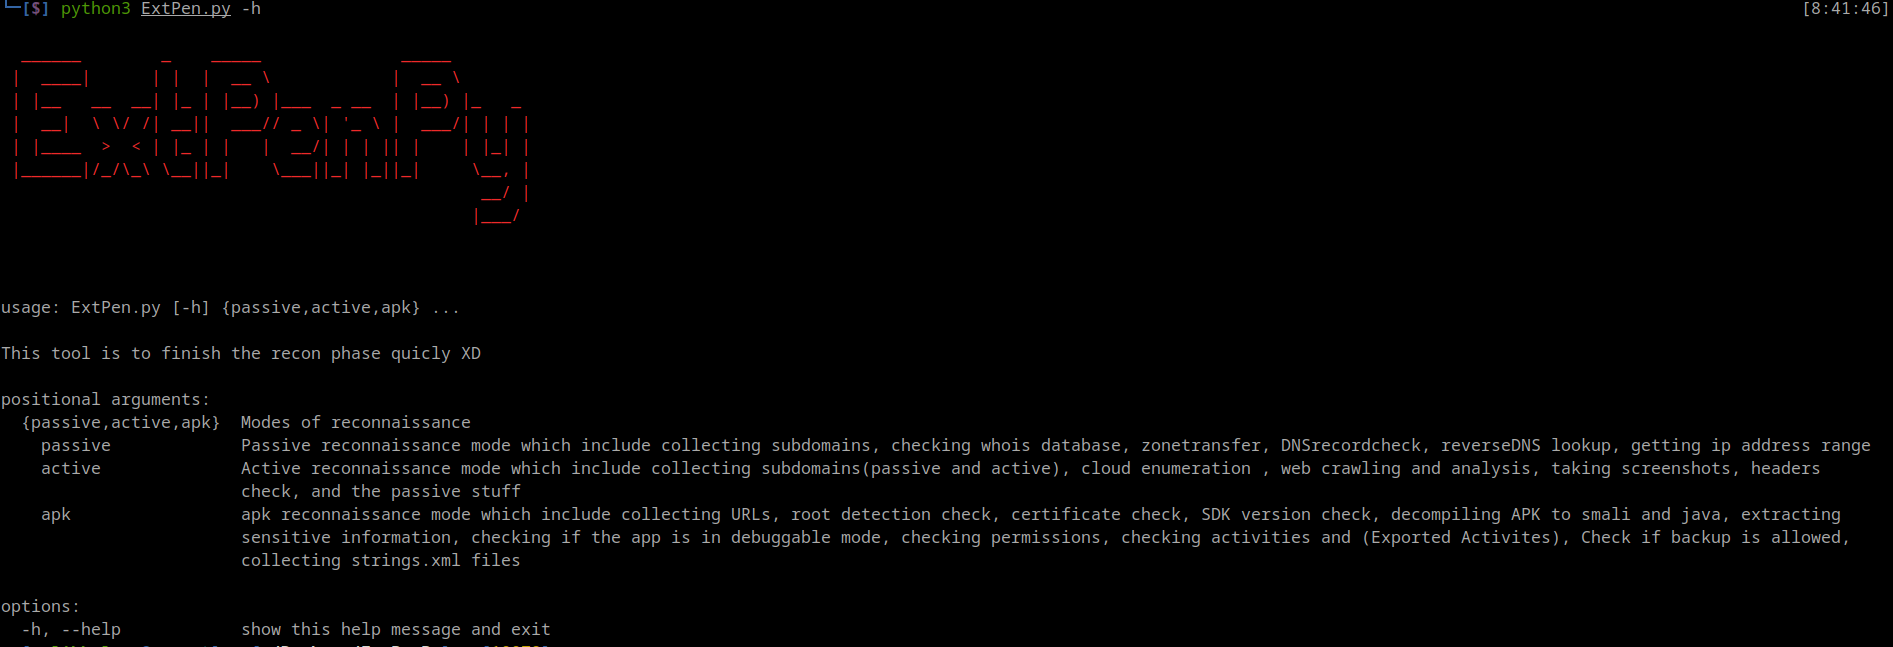 └─[$] python3 ExtPen.py -h [8:41:46]
ExtPenPy
usage: ExtPen.py [-h] {passive,active,apk} ...
This tool is to finish the recon phase quicly XD
positional arguments:
{passive,active,apk} Modes of reconnaissance
passive Passive reconnaissance mode which include collecting subdomains, checking whois database, zonetransfer, DNSrecordcheck, reverseDNS lookup, getting ip address range
active Active reconnaissance mode which include collecting subdomains(passive and active), cloud enumeration , web crawling and analysis, taking screenshots, headers
check, and the passive stuff
apk apk reconnaissance mode which include collecting URLs, root detection check, certificate check, SDK version check, decompiling APK to smali and java, extracting
sensitive information, checking if the app is in debuggable mode, checking permissions, checking activities and (Exported Activites), Check if backup is allowed,
collecting strings.xml files
options:
-h, --help show this help message and exit